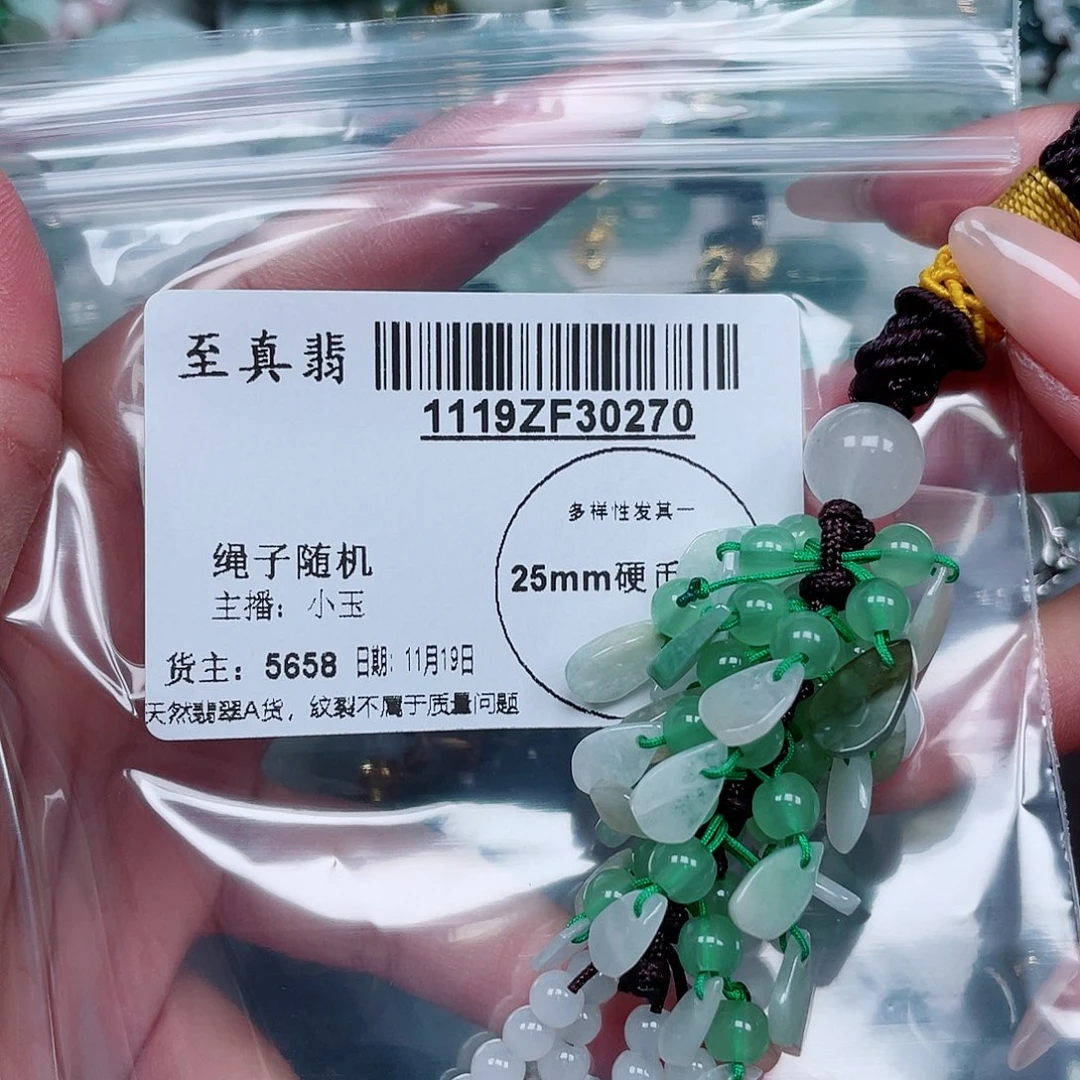 至真翡
1119ZF30270
多样性发其一
25mm硬币
绳子随机
主播：小玉
货主：5658 日期：11月19日
天然翡翠A货，纹裂不属于质量问题